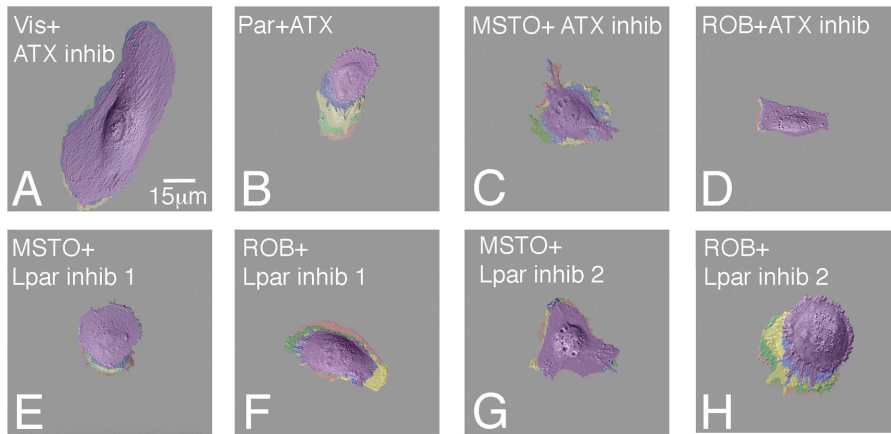 Vis+
ATX inhib
A
15μm
Par+ATX
B
MSTO+ ATX inhib
C
ROB+ATX inhib
D
MSTO+
Lpar inhib 1
E
ROB+
Lpar inhib 1
F
MSTO+
Lpar inhib 2
G
ROB+
Lpar inhib 2
H